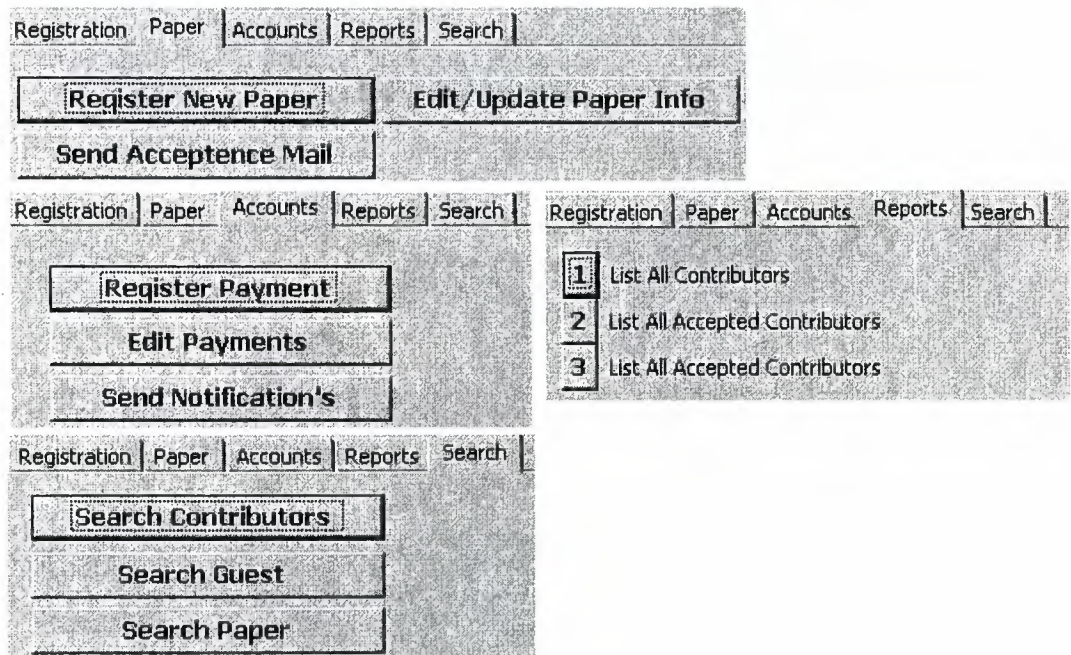 Registration Paper Accounts Reports Search
Register New Paper Edit/Update Paper Info
Send Acceptence Mail
Registration Paper Accounts Reports Search
Register Payment
Edit Payments
Send Notification's
Registration Paper Accounts Reports Search
1 List All Contributors
2 List All Accepted Contributors
3 List All Accepted Contributors
Registration Paper Accounts Reports Search
Search Contributors
Search Guest
Search Paper